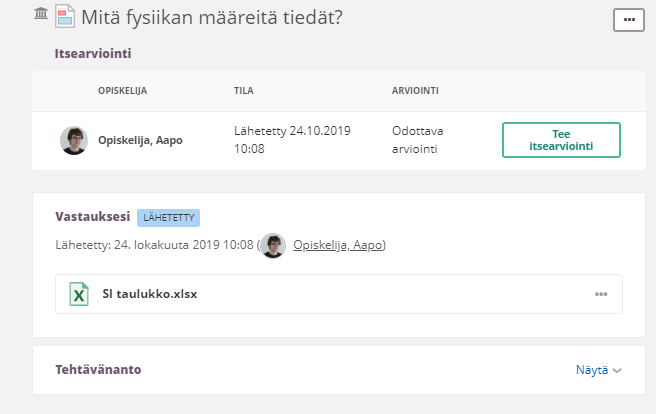 Mitä fysiikan määreitä tiedät?
Itsearviointi
OPISKELIJA TILA ARVIOINTI
Opiskelija, Aapo
Lähetetty 24.10.2019
10:08
Odottava
arviointi
Tee
itsearviointi
Vastauksesi LÄHETETTY
Lähetetty: 24. lokakuuta 2019 10:08 ( Opiskelija, Aapo)
SI taulukko.xlsx
Tehtävänanto Näytä